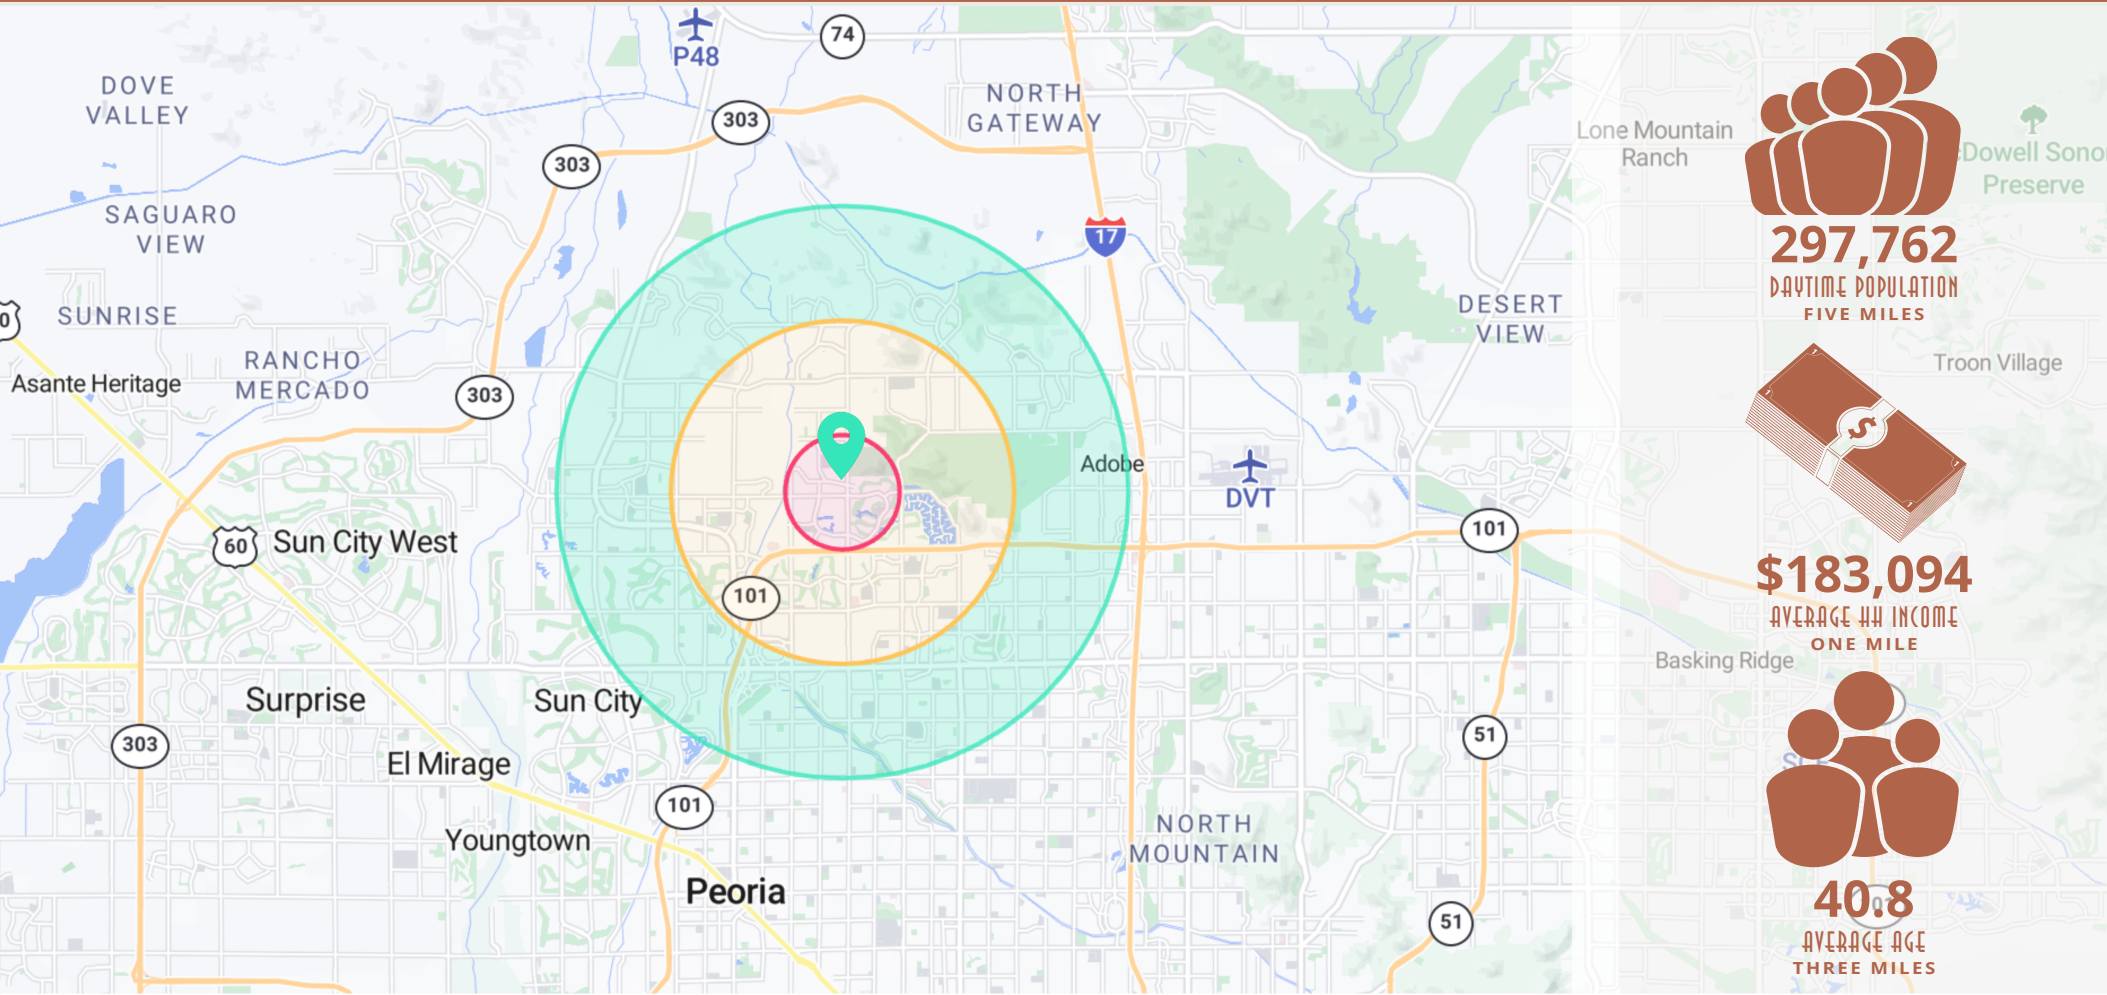 74
P48
DOVE
VALLEY
NORTH
GATEWAY
303
303
Lone Mountain
Ranch
Preserve
SAGUARO
VIEW
17
297,762
DAYTIME POPULATION
FIVE MILES
SUNRISE
DESERT
VIEW
RANCHO
MERCADO
Asante Heritage
303
Troon Village
Adobe
DVT
$
60
Sun City West
101
101
$183,094
AVERAGE HH INCOME
ONE MILE
Basking Ridge
Surprise
Sun City
303
El Mirage
51
101
Youngtown
NORTH
MOUNTAIN
Peoria
51
40.8
AVERAGE AGE
THREE MILES